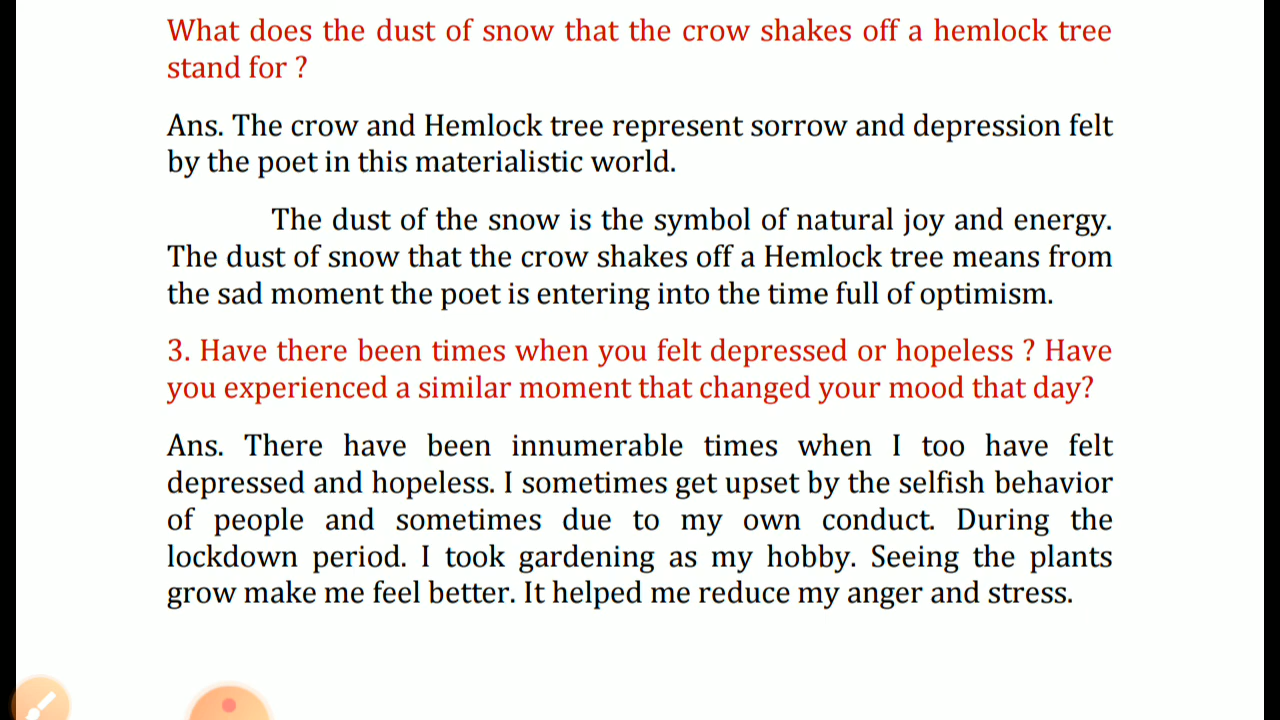 What does the dust of snow that the crow shakes off a hemlock tree
stand for ?
Ans. The crow and Hemlock tree represent sorrow and depression felt
by the poet in this materialistic world.
The dust of the snow is the symbol of natural joy and energy.
The dust of snow that the crow shakes off a Hemlock tree means from
the sad moment the poet is entering into the time full of optimism.
3. Have there been times when you felt depressed or hopeless ? Have
you experienced a similar moment that changed your mood that day?
Ans. There have been innumerable times when I too have felt
depressed and hopeless. I sometimes get upset by the selfish behavior
of people and sometimes due to my own conduct. During the
lockdown period. I took gardening as my hobby. Seeing the plants
grow make me feel better. It helped me reduce my anger and stress.